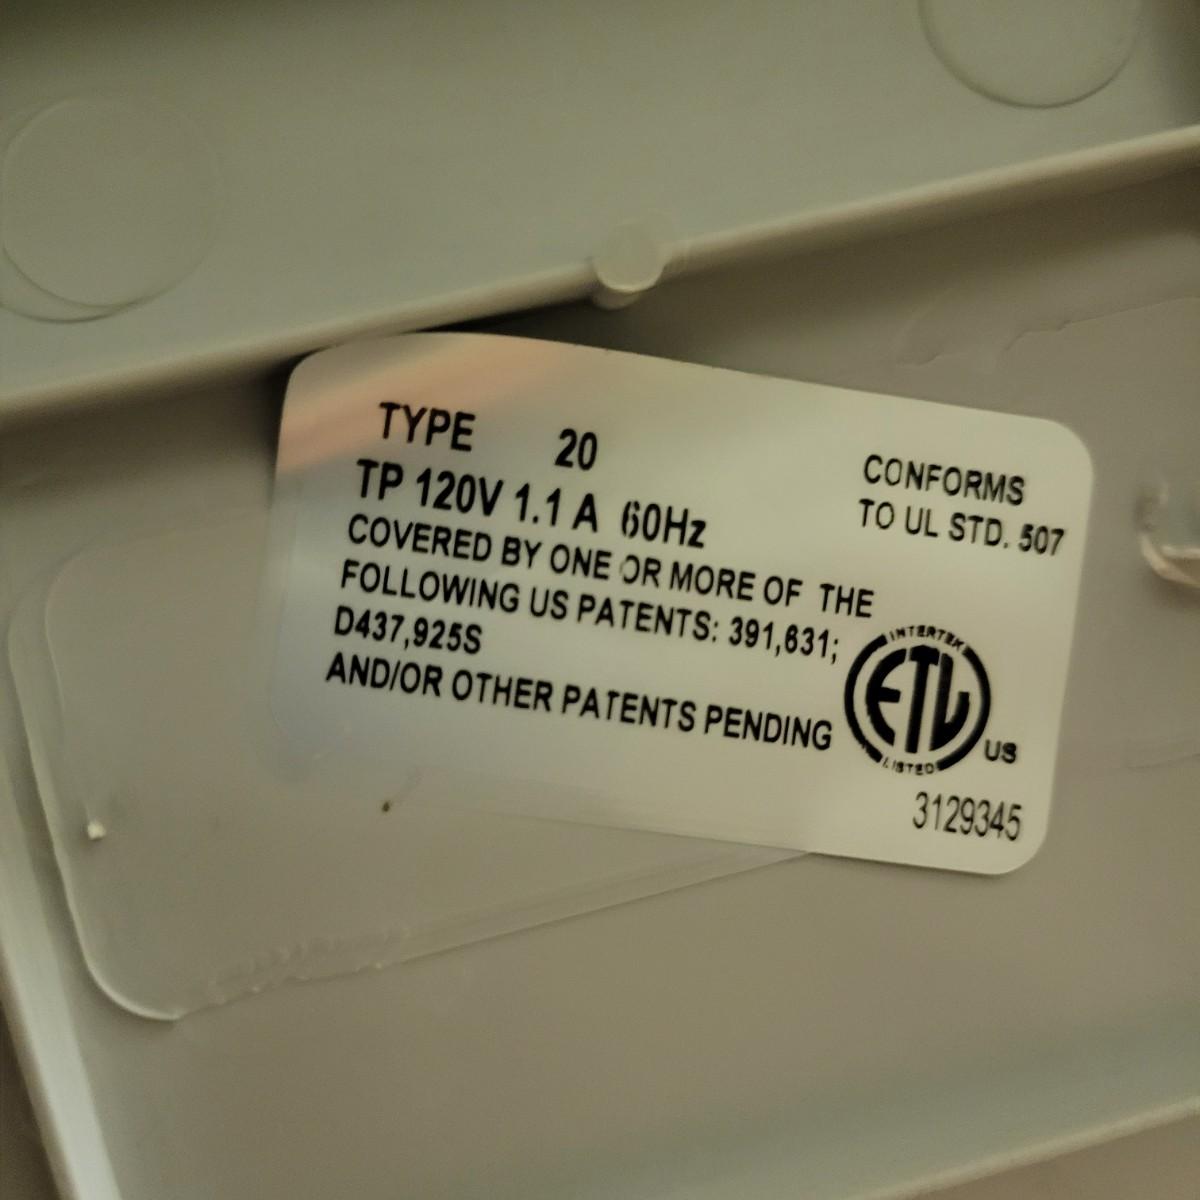 TYPE 20
TP 120V 1.1 A 60Hz
COVERED BY ONE OR MORE OF THE
FOLLOWING US PATENTS: 391,631;
D437,925S
AND/OR OTHER PATENTS PENDING
CONFORMS
TO UL STD. 507
INTERTEK
ETL
LISTED
US
3129345